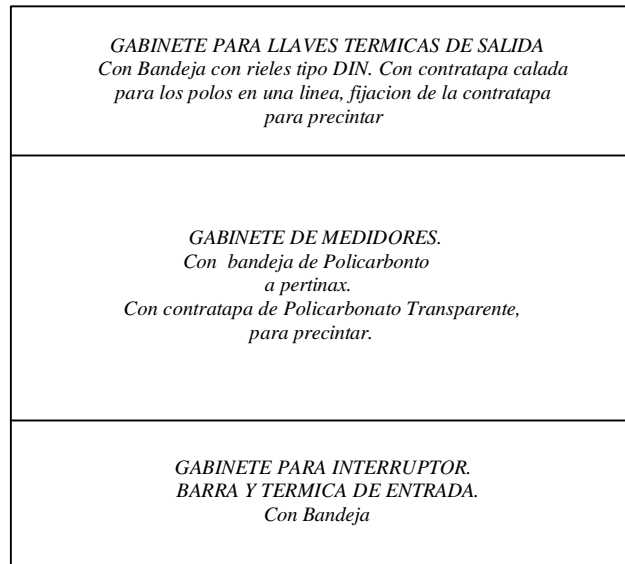 GABINETE PARA LLAVES TERMICAS DE SALIDA
Con Bandeja con rieles tipo DIN. Con contratapa calada
para los polos en una linea, fijacion de la contratapa
para precintar
GABINETE DE MEDIDORES.
Con bandeja de Policarbonto
a pertinax.
Con contratapa de Policarbonato Transparente,
para precintar.
GABINETE PARA INTERRUPTOR.
BARRA Y TERMICA DE ENTRADA.
Con Bandeja